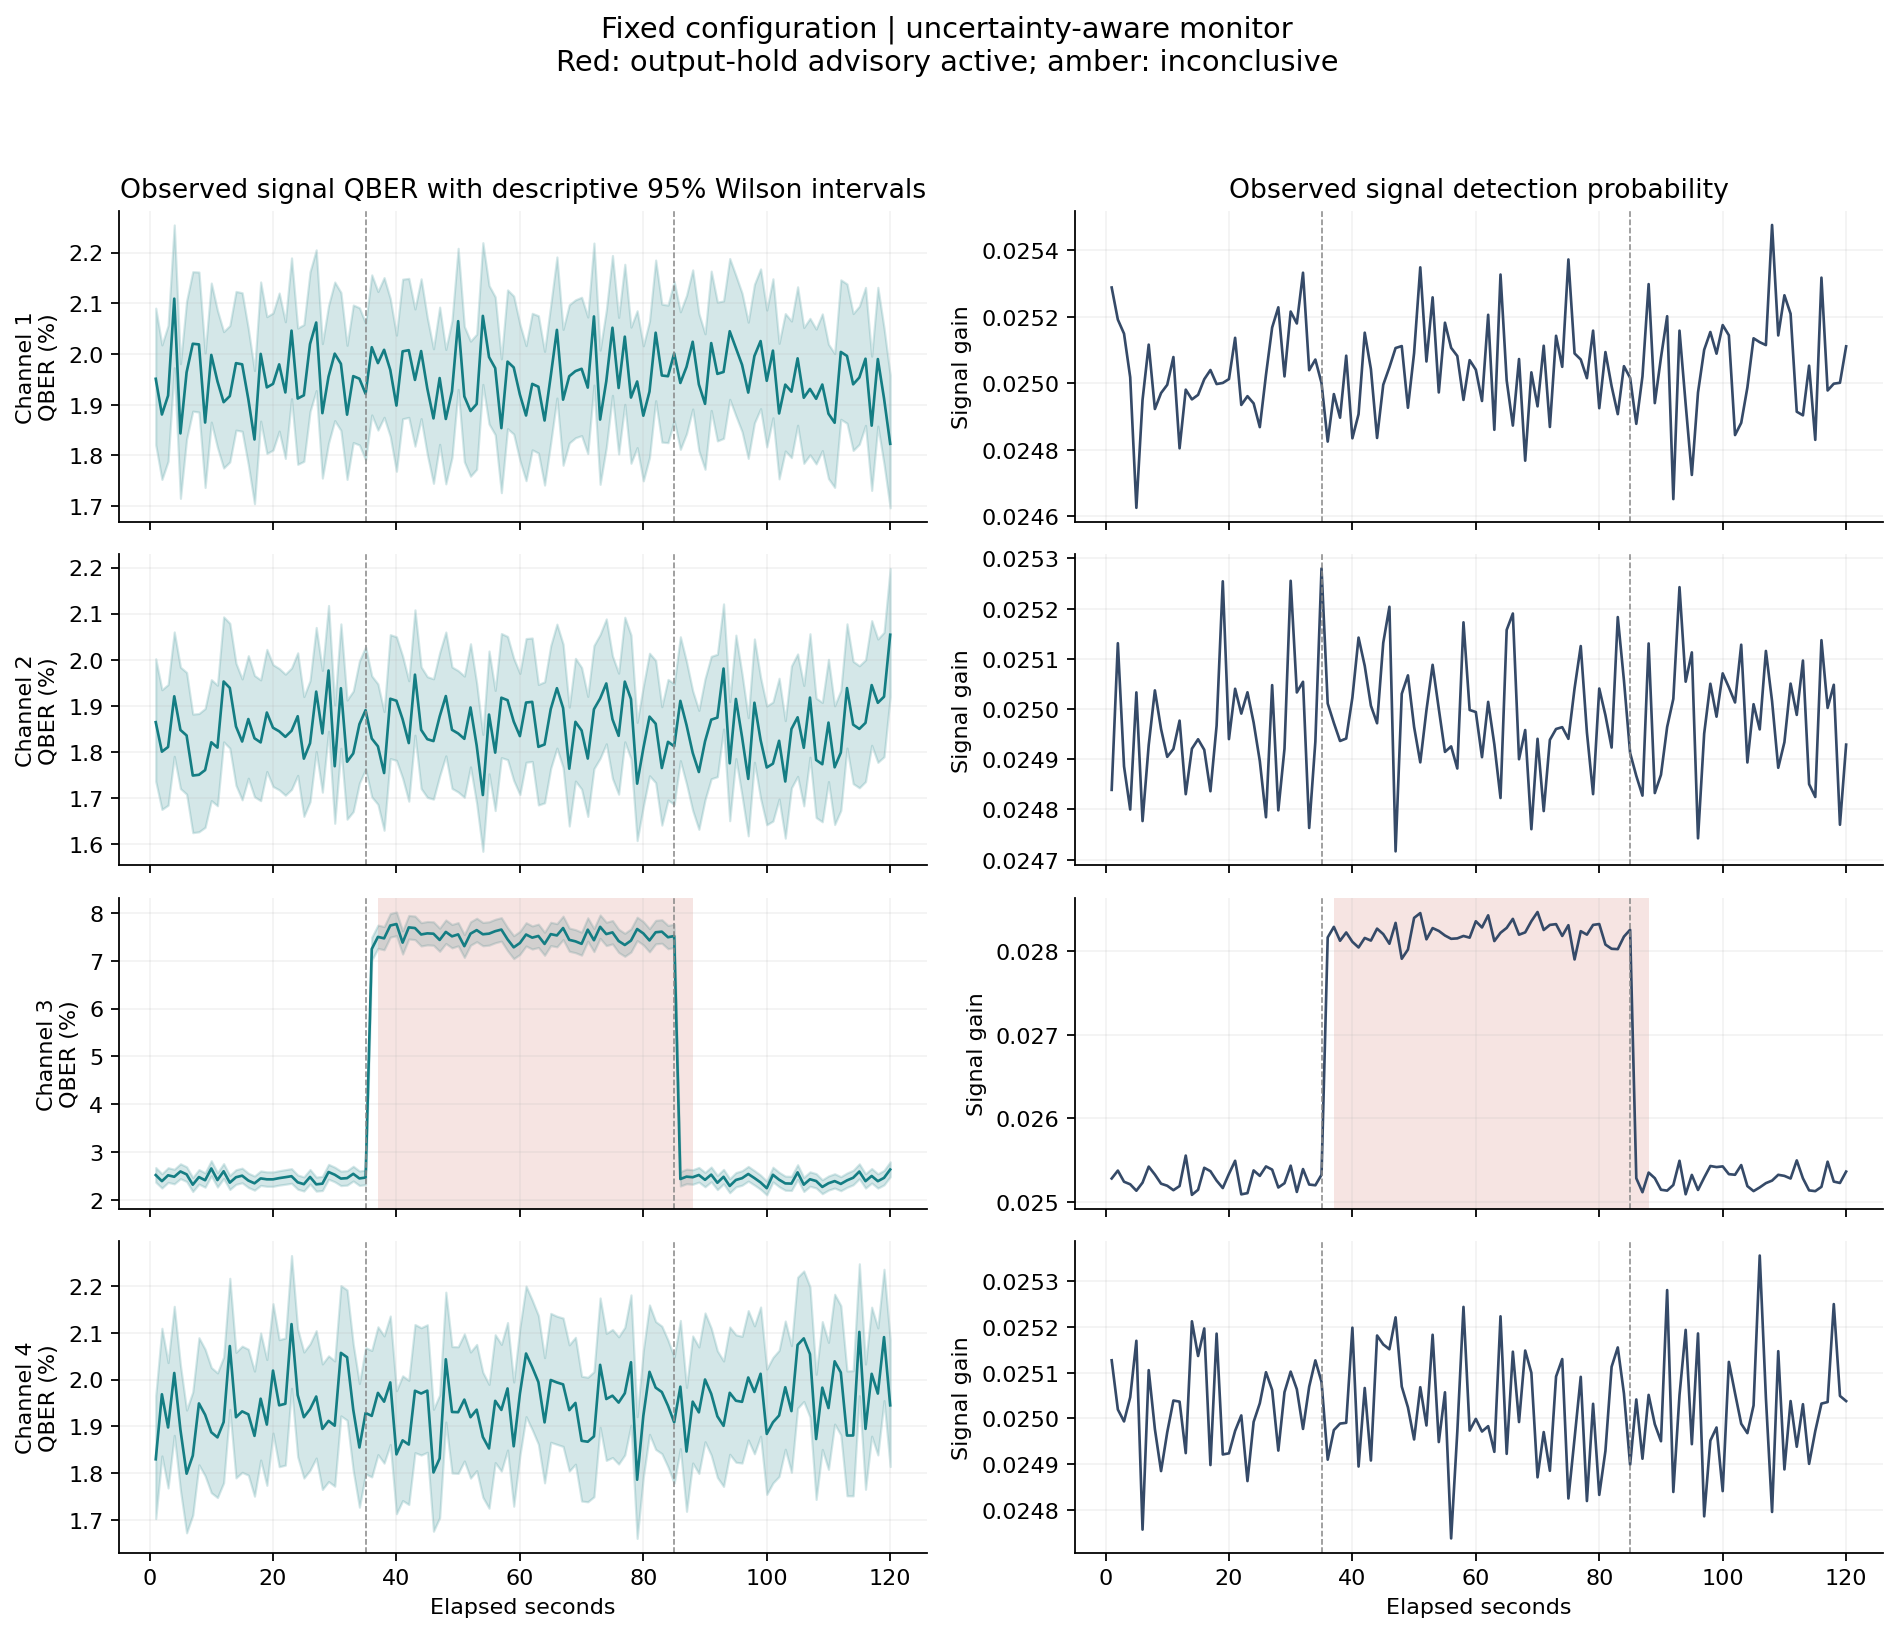 Fixed configuration | uncertainty-aware monitor
Red: output-hold advisory active; amber: inconclusive
Observed signal QBER with descriptive 95% Wilson intervals
Channel 1
QBER (%)
2.2
2.1
2.0
1.9
1.8
1.7
Observed signal detection probability
Signal gain
0.0254
0.0252
0.0250
0.0248
0.0246
Channel 2
QBER (%)
2.2
2.1
2.0
1.9
1.8
1.7
1.6
Signal gain
0.0253
0.0252
0.0251
0.0250
0.0249
0.0248
0.0247
Channel 3
QBER (%)
8
7
6
5
4
3
2
Signal gain
0.028
0.027
0.026
0.025
Channel 4
QBER (%)
2.2
2.1
2.0
1.9
1.8
1.7
0 20 40 60 80 100 120
Elapsed seconds
Signal gain
0.0253
0.0252
0.0251
0.0250
0.0249
0.0248
0 20 40 60 80 100 120
Elapsed seconds